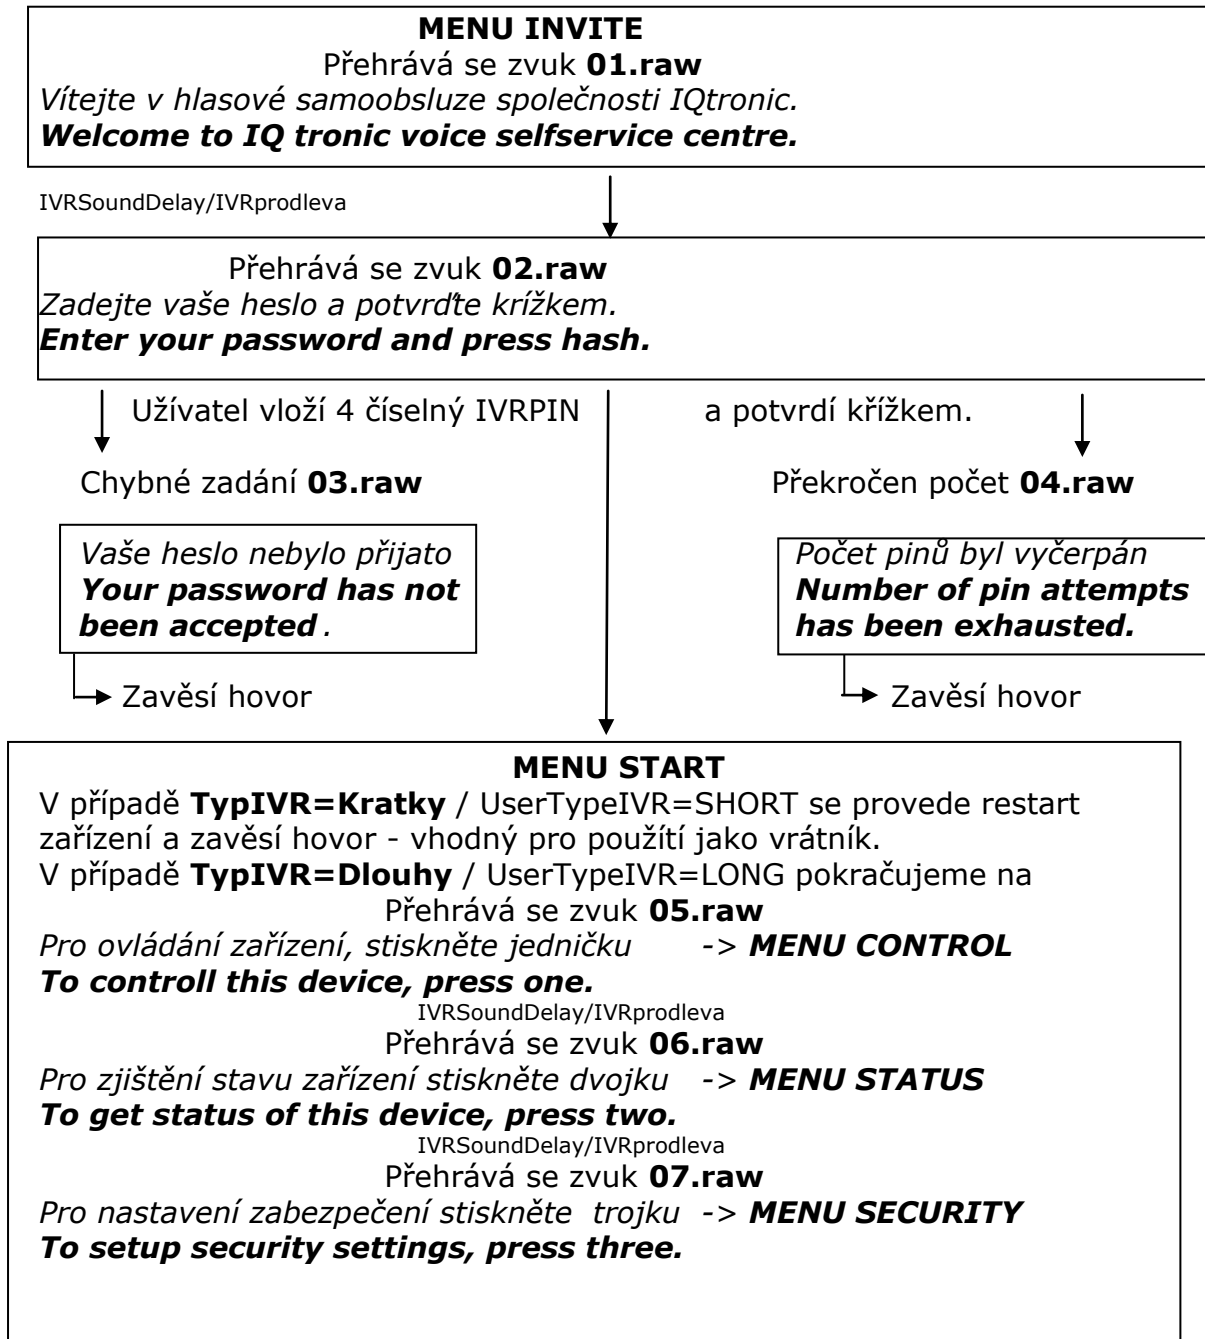 MENU INVITE
Přehrává se zvuk 01.raw
Vítejte v hlasové samoobsluze společnosti IQtronic.
Welcome to IQ tronic voice selfservice centre.
IVRSoundDelay/IVRprodleva
Přehrává se zvuk 02.raw
Zadejte vaše heslo a potvrďte krížkem.
Enter your password and press hash.
Užívatel vloží 4 číselný IVRPIN a potvrdí křížkem.
Chybné zadání 03.raw
Vaše heslo nebylo přijato
Your password has not
been accepted .
Zavěsí hovor
Překročen počet 04.raw
Počet pinů byl vyčerpán
Number of pin attempts
has been exhausted.
Zavěsí hovor
MENU START
V případě TypIVR=Kratky / UserTypeIVR=SHORT se provede restart
zařízení a zavěsí hovor - vhodný pro použítí jako vrátník.
V případě TypIVR=Dlouhy / UserTypeIVR=LONG pokračujeme na
Přehrává se zvuk 05.raw
Pro ovládání zařízení, stiskněte jedničku -> MENU CONTROL
To controll this device, press one.
IVRSoundDelay/IVRprodleva
Přehrává se zvuk 06.raw
Pro zjištění stavu zařízení stiskněte dvojku -> MENU STATUS
To get status of this device, press two.
IVRSoundDelay/IVRprodleva
Přehrává se zvuk 07.raw
Pro nastavení zabezpečení stiskněte trojku -> MENU SECURITY
To setup security settings, press three.